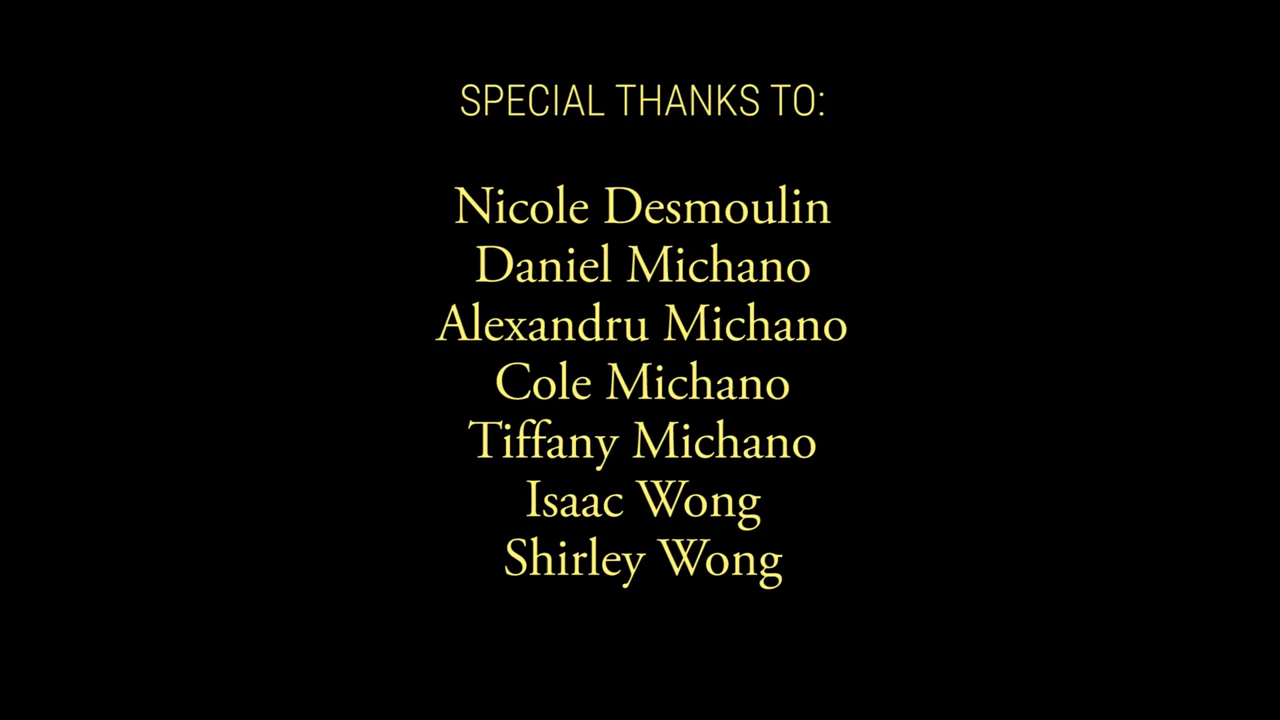 SPECIAL THANKS TO:
Nicole Desmoulin
Daniel Michano
Alexandru Michano
Cole Michano
Tiffany Michano
Isaac Wong
Shirley Wong